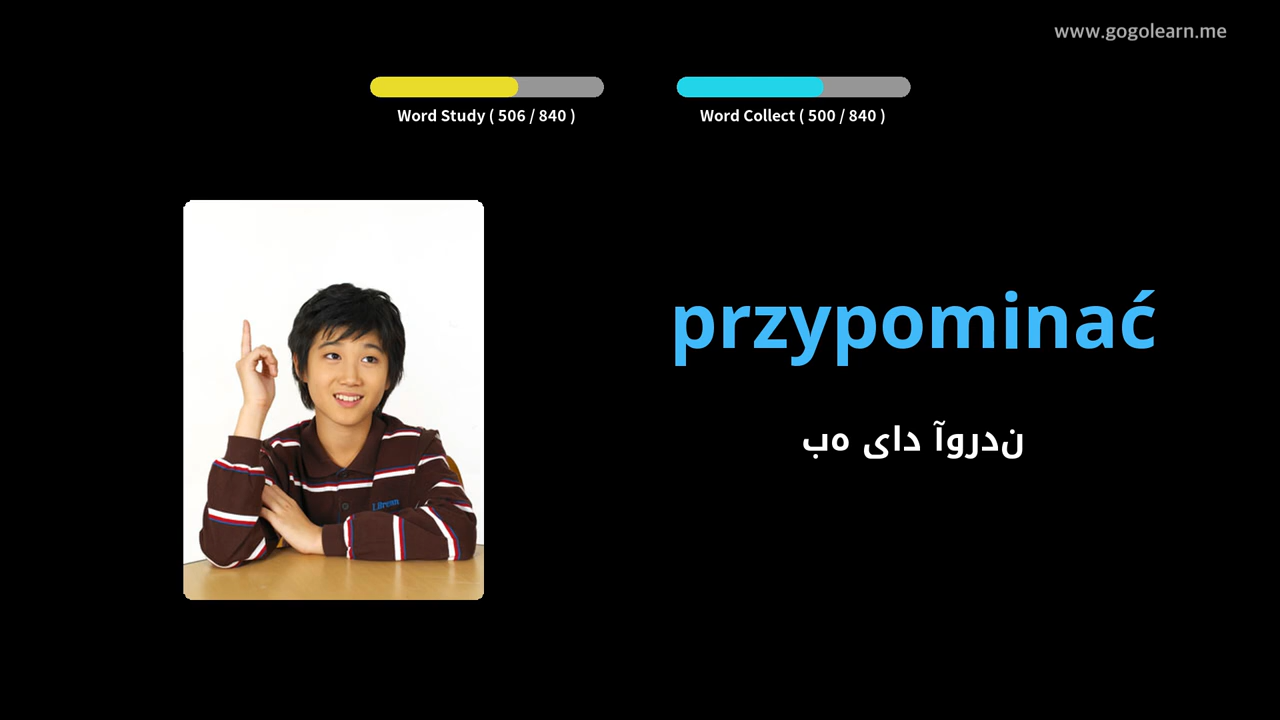 www.gogolearn.me
Word Study ( 506 / 840 )
Word Collect ( 500 / 840 )
przypominać
ندروآ دای هب